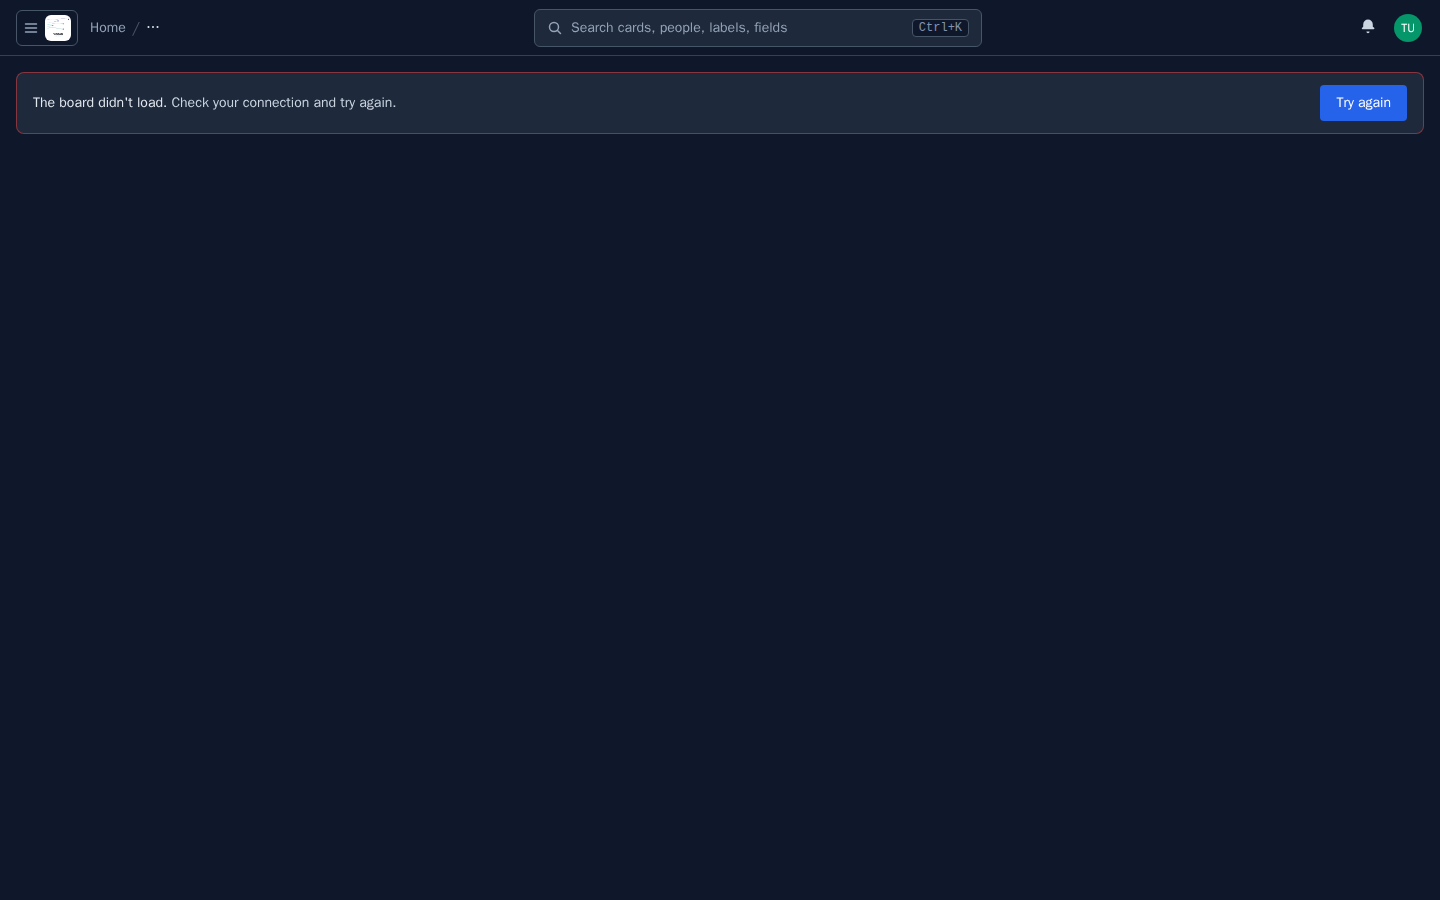 Home / ···
Search cards, people, labels, fields
Ctrl+K
TU
The board didn't load. Check your connection and try again.
Try again